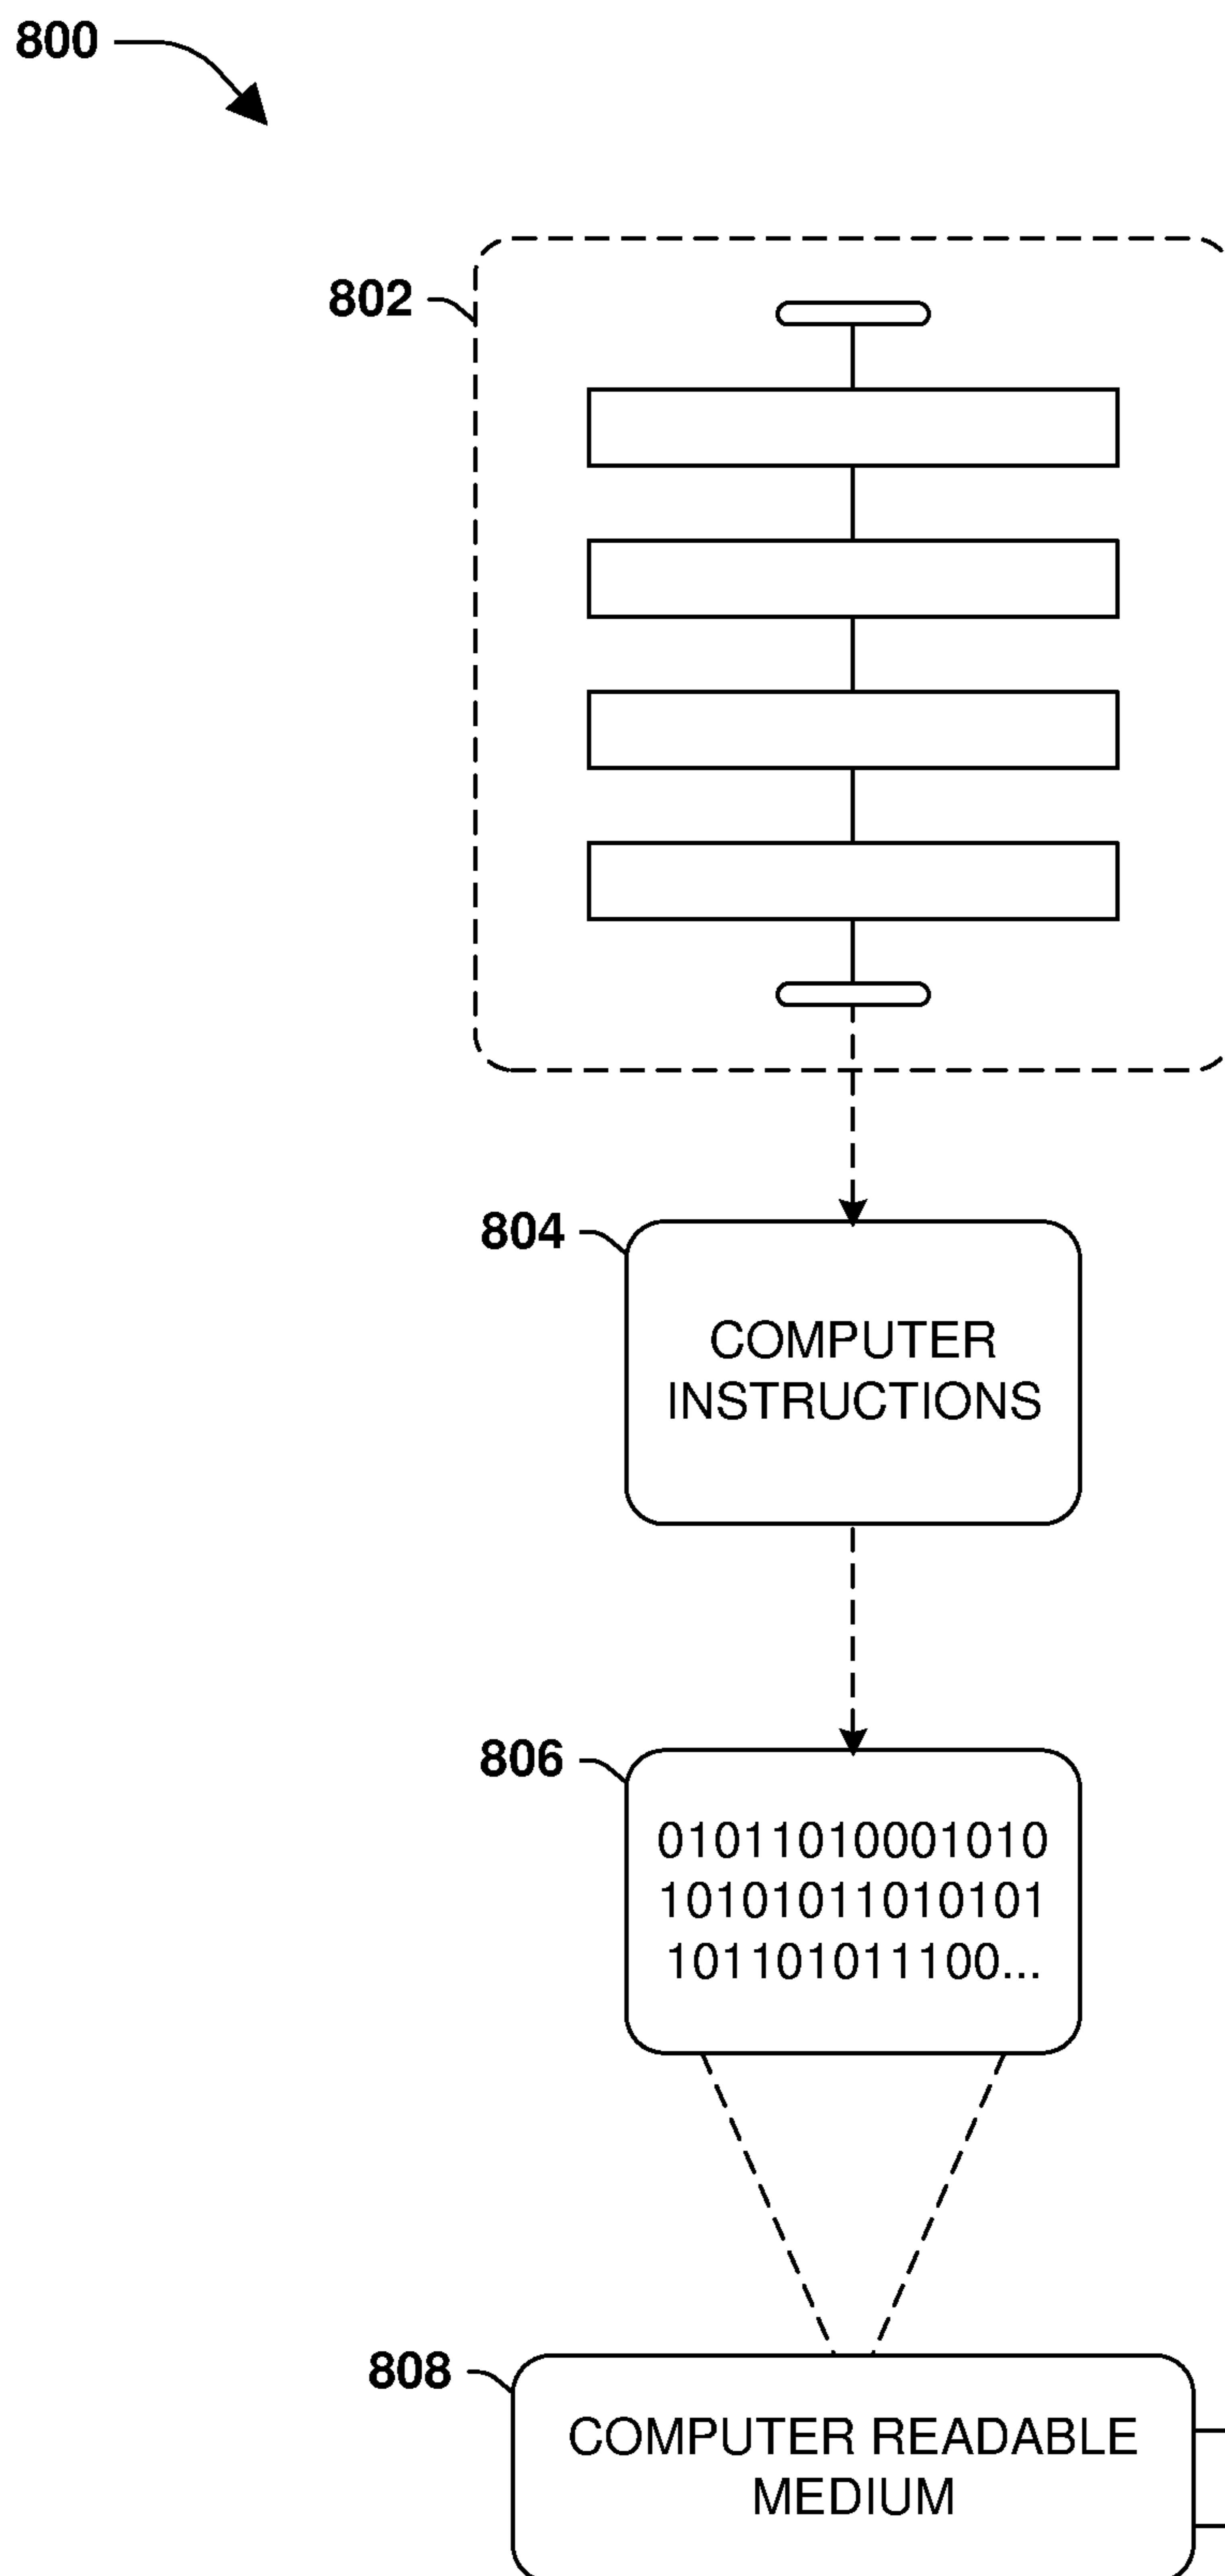 800
802
804
COMPUTER
INSTRUCTIONS
806
01011010001010
10101011010101
101101011100...
808
COMPUTER READABLE
MEDIUM